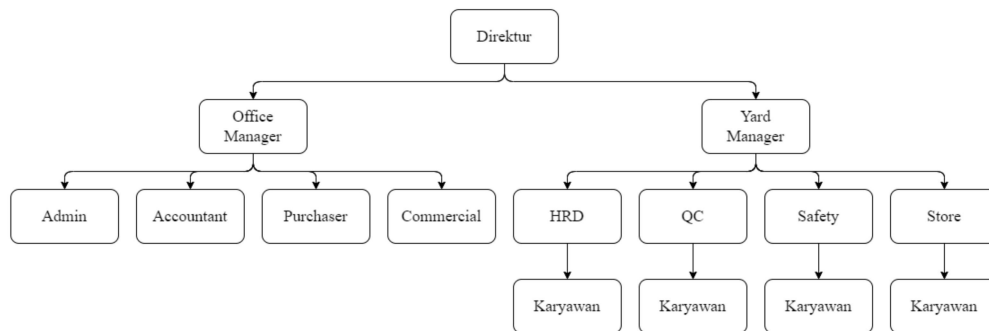 Direktur
Office
Manager
Yard
Manager
Admin
Accountant
Purchaser
Commercial
HRD
QC
Safety
Store
Karyawan
Karyawan
Karyawan
Karyawan